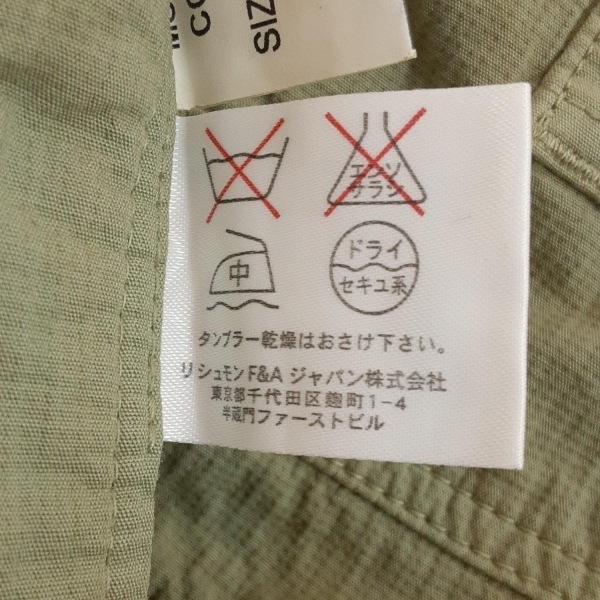 SIZ
エンソ
サラシ
中
ドライ
セキユ系
タンブラー乾燥はおさけ下さい。
リシュモンF&A ジャパン株式会社
東京都千代田区麹町1-4
半蔵門ファーストビル